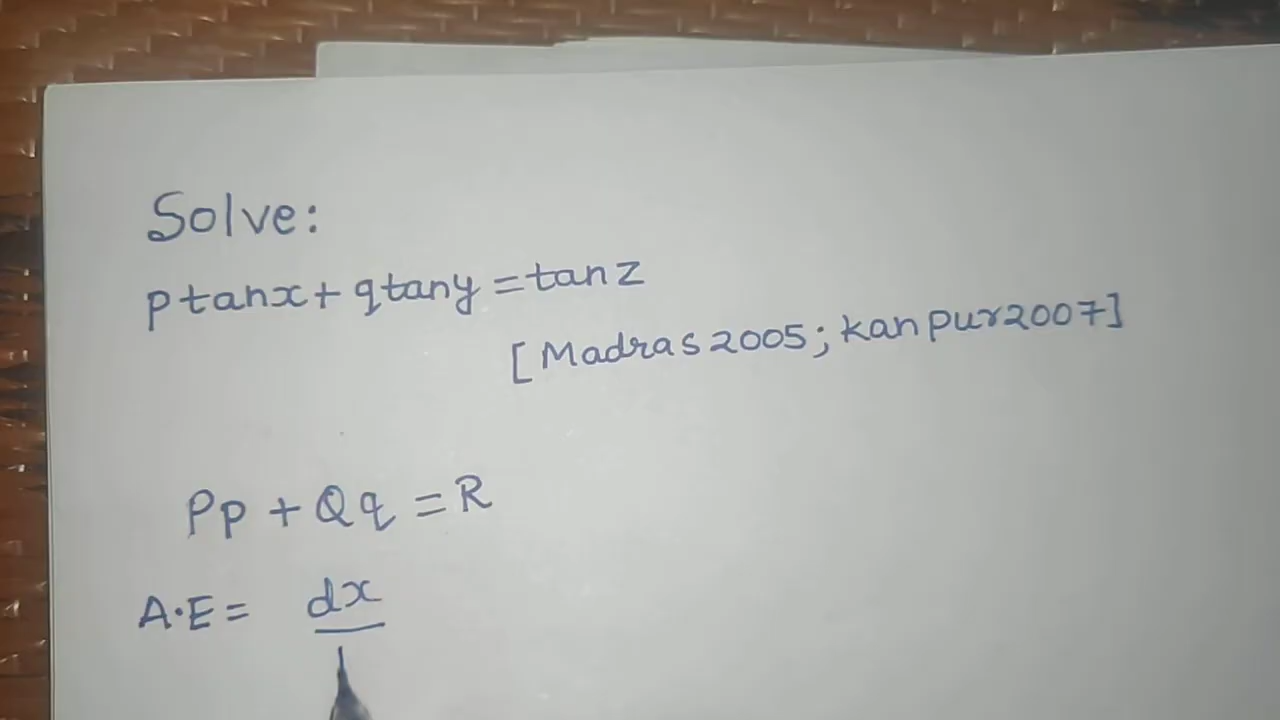 Solve:
p tanx + q tany = tan z
[Madras 2005; kanpur 2007]
Pp + Qq = R
A.E = dx